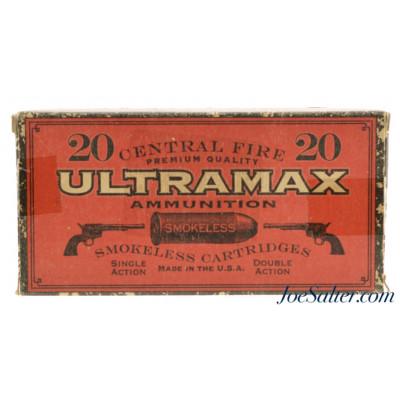 20 CENTRAL FIRE 20
PREMIUM QUALITY
ULTRAMAX
AMMUNITION
SMOKELESS
SMOKELESS CARTRIDGES
SINGLE ACTION
MADE IN THE U.S.A.
DOUBLE ACTION
JoeSalter.com